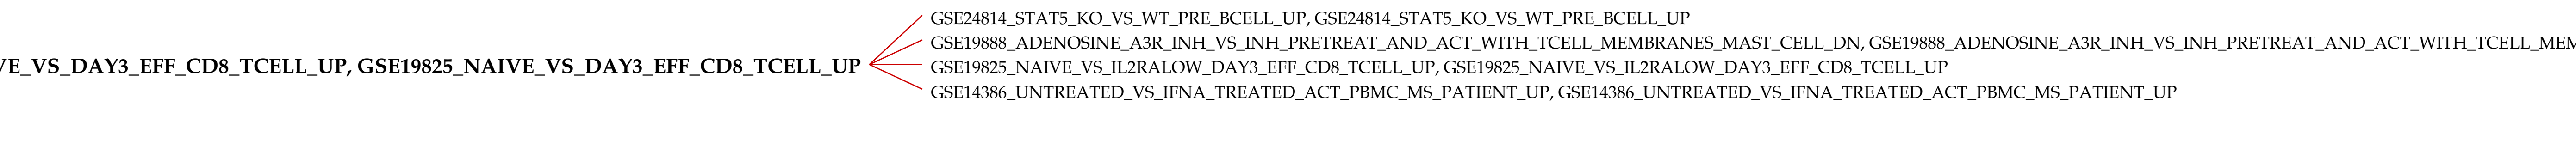 GSE24814_STAT5_KO_VS_WT_PRE_BCELL_UP, GSE24814_STAT5_KO_VS_WT_PRE_BCELL_UP
GSE19888_ADENOSINE_A3R_INH_VS_INH_PRETREAT_AND_ACT_WITH_TCELL_MEMBRANES_MAST_CELL_DN, GSE19888_ADENOSINE_A3R_INH_VS_INH_PRETREAT_AND_ACT_WITH_TCELL_MEM
VE_VS_DAY3_EFF_CD8_TCELL_UP, GSE19825_NAIVE_VS_DAY3_EFF_CD8_TCELL_UP
GSE19825_NAIVE_VS_IL2RALOW_DAY3_EFF_CD8_TCELL_UP, GSE19825_NAIVE_VS_IL2RALOW_DAY3_EFF_CD8_TCELL_UP
GSE14386_UNTREATED_VS_IFNA_TREATED_ACT_PBMC_MS_PATIENT_UP, GSE14386_UNTREATED_VS_IFNA_TREATED_ACT_PBMC_MS_PATIENT_UP